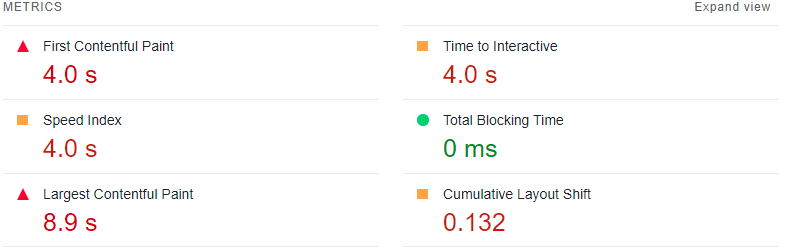 METRICS
Expand view
First Contentful Paint
4.0 s
Time to Interactive
4.0 s
Speed Index
4.0 s
Total Blocking Time
0 ms
Largest Contentful Paint
8.9 s
Cumulative Layout Shift
0.132